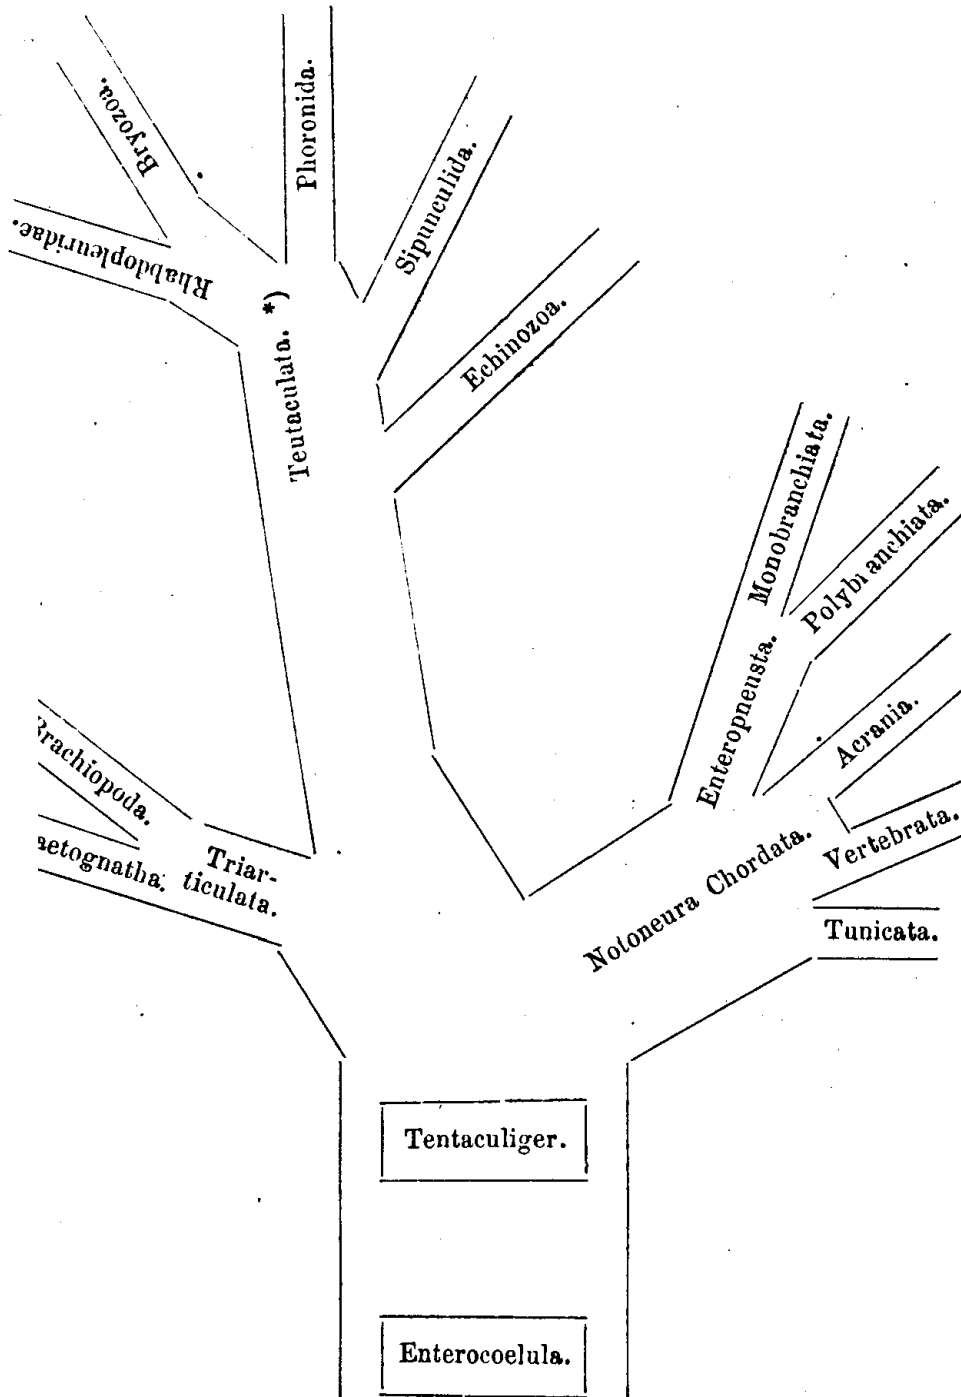 Bryozoa.
Phoronida.
Sipunculida.
Rhabdopleuridae.
Echinozoa.
Teutaculata. *)
Monobranchiata.
Polybranchiata.
Enteropneusta.
Acrania.
Brachiopoda.
Vertebrata.
aetognatha.
Triar-
ticulata.
Notoneura Chordata.
Tunicata.
Tentaculiger.
Enterocoelula.